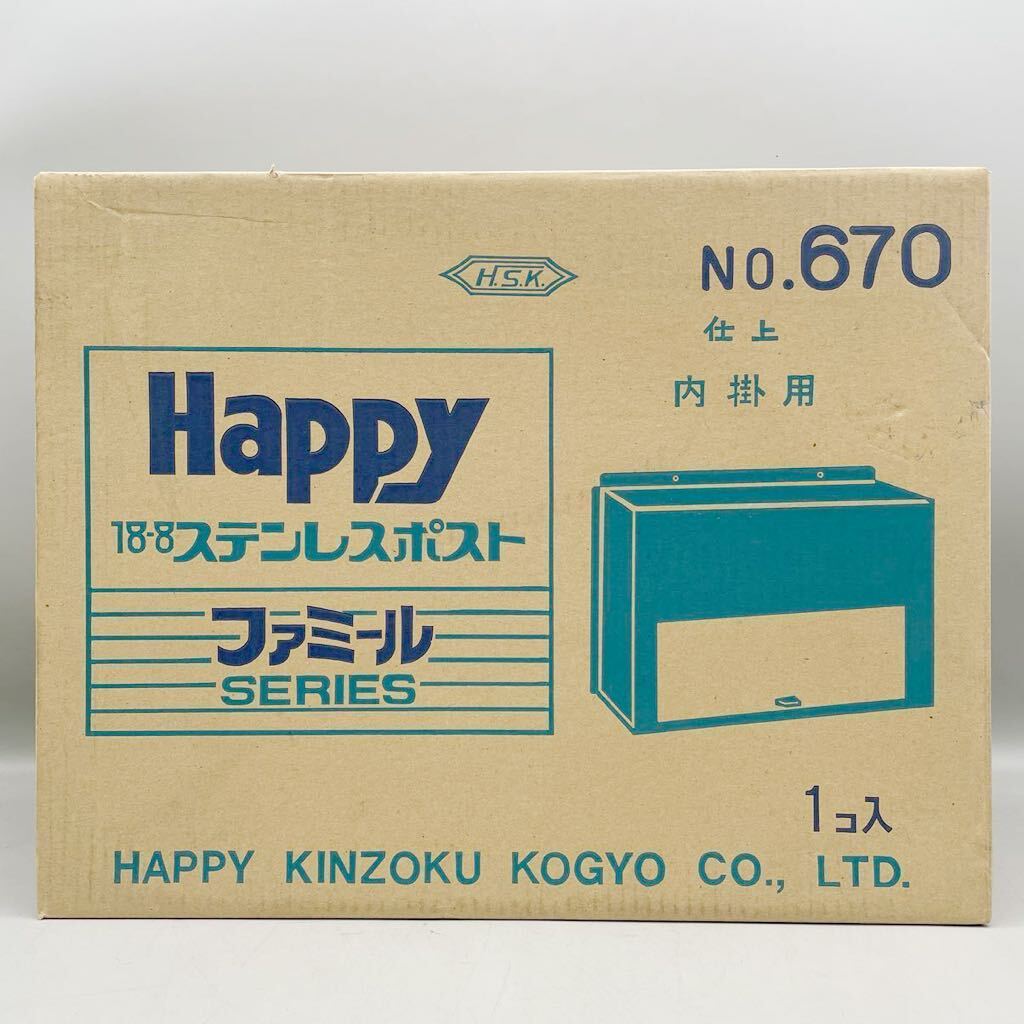 H.S.K.
NO.670
仕上
内掛用
Happy
18-8ステンレスポスト
ファミール
SERIES
1コ入
HAPPY KINZOKU KOGYO CO., LTD.